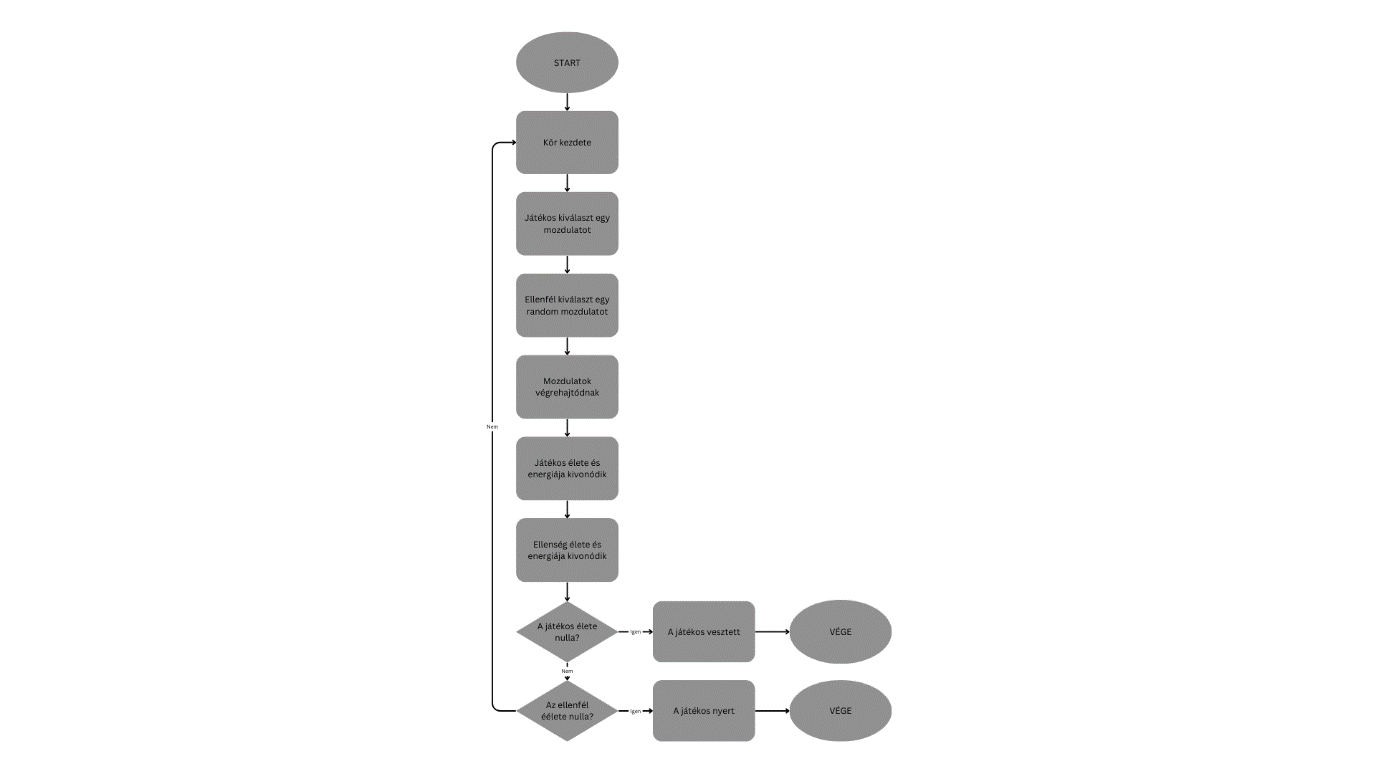 START
Kör kezdete
Játékos kiválaszt egy
mozdulatot
Ellenfél kiválaszt egy
random mozdulatot
Mozdulatok
végrehajtódnak
Nem
Játékos élete és
energiája kivonódik
Ellenség élete és
energiája kivonódik
A játékos élete
nulla?
Igen
A játékos vesztett
VÉGE
Nem
Az ellenfél
éélete nulla?
Igen
A játékos nyert
VÉGE